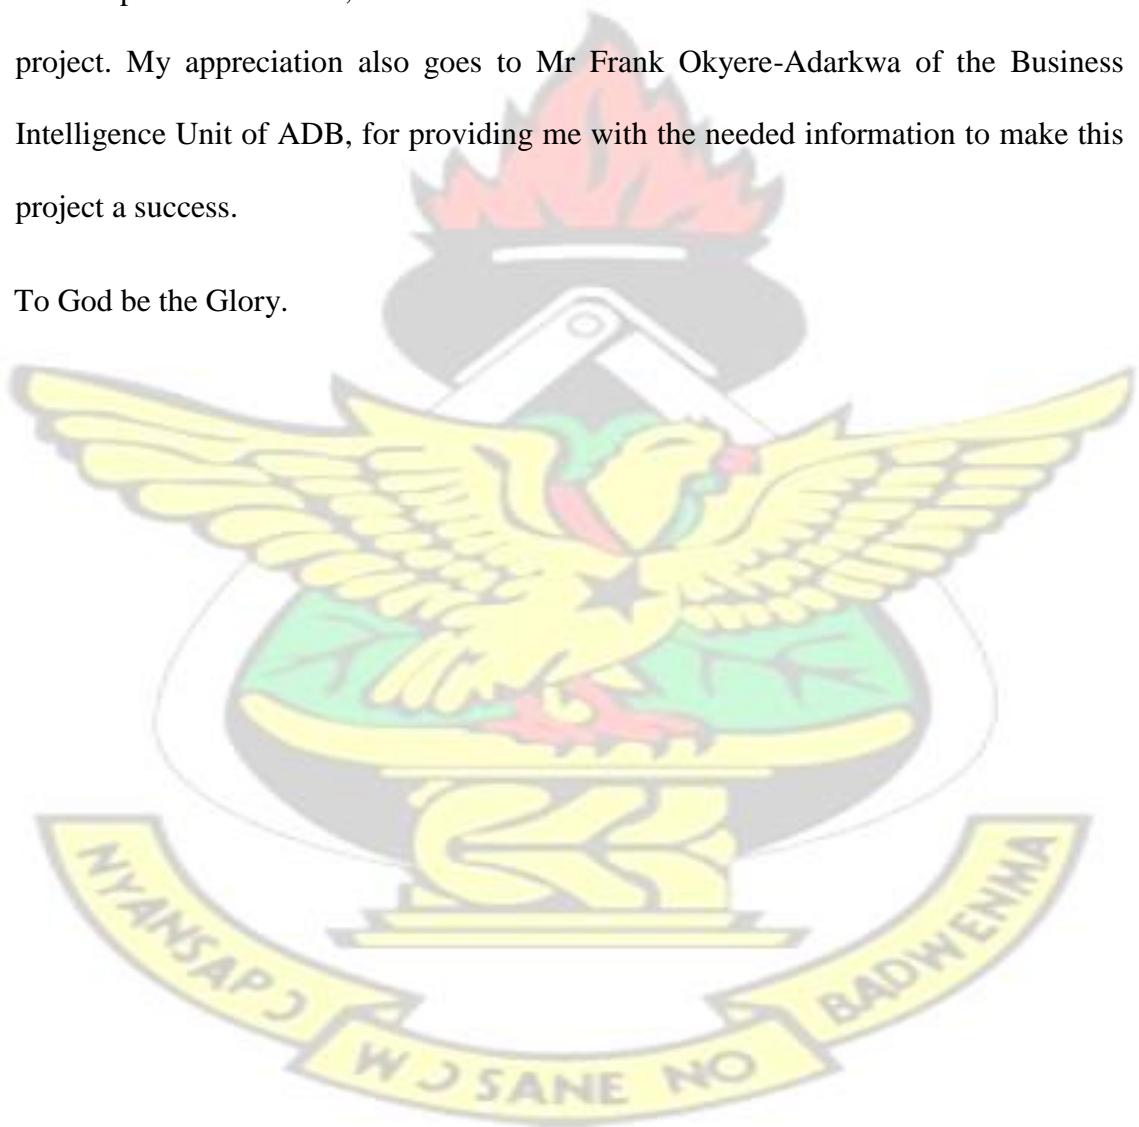 project. My appreciation also goes to Mr Frank Okyere-Adarkwa of the Business
Intelligence Unit of ADB, for providing me with the needed information to make this
project a success.
To God be the Glory.
NYANSAPƆ
WƆSANE NO
BADWENMA